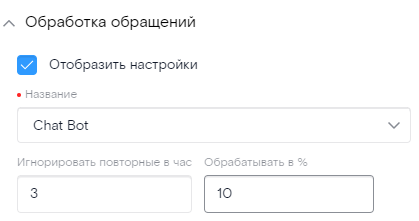 Обработка обращений
Отобразить настройки
Название
Chat Bot
Игнорировать повторные в час Обрабатывать в %
3 10